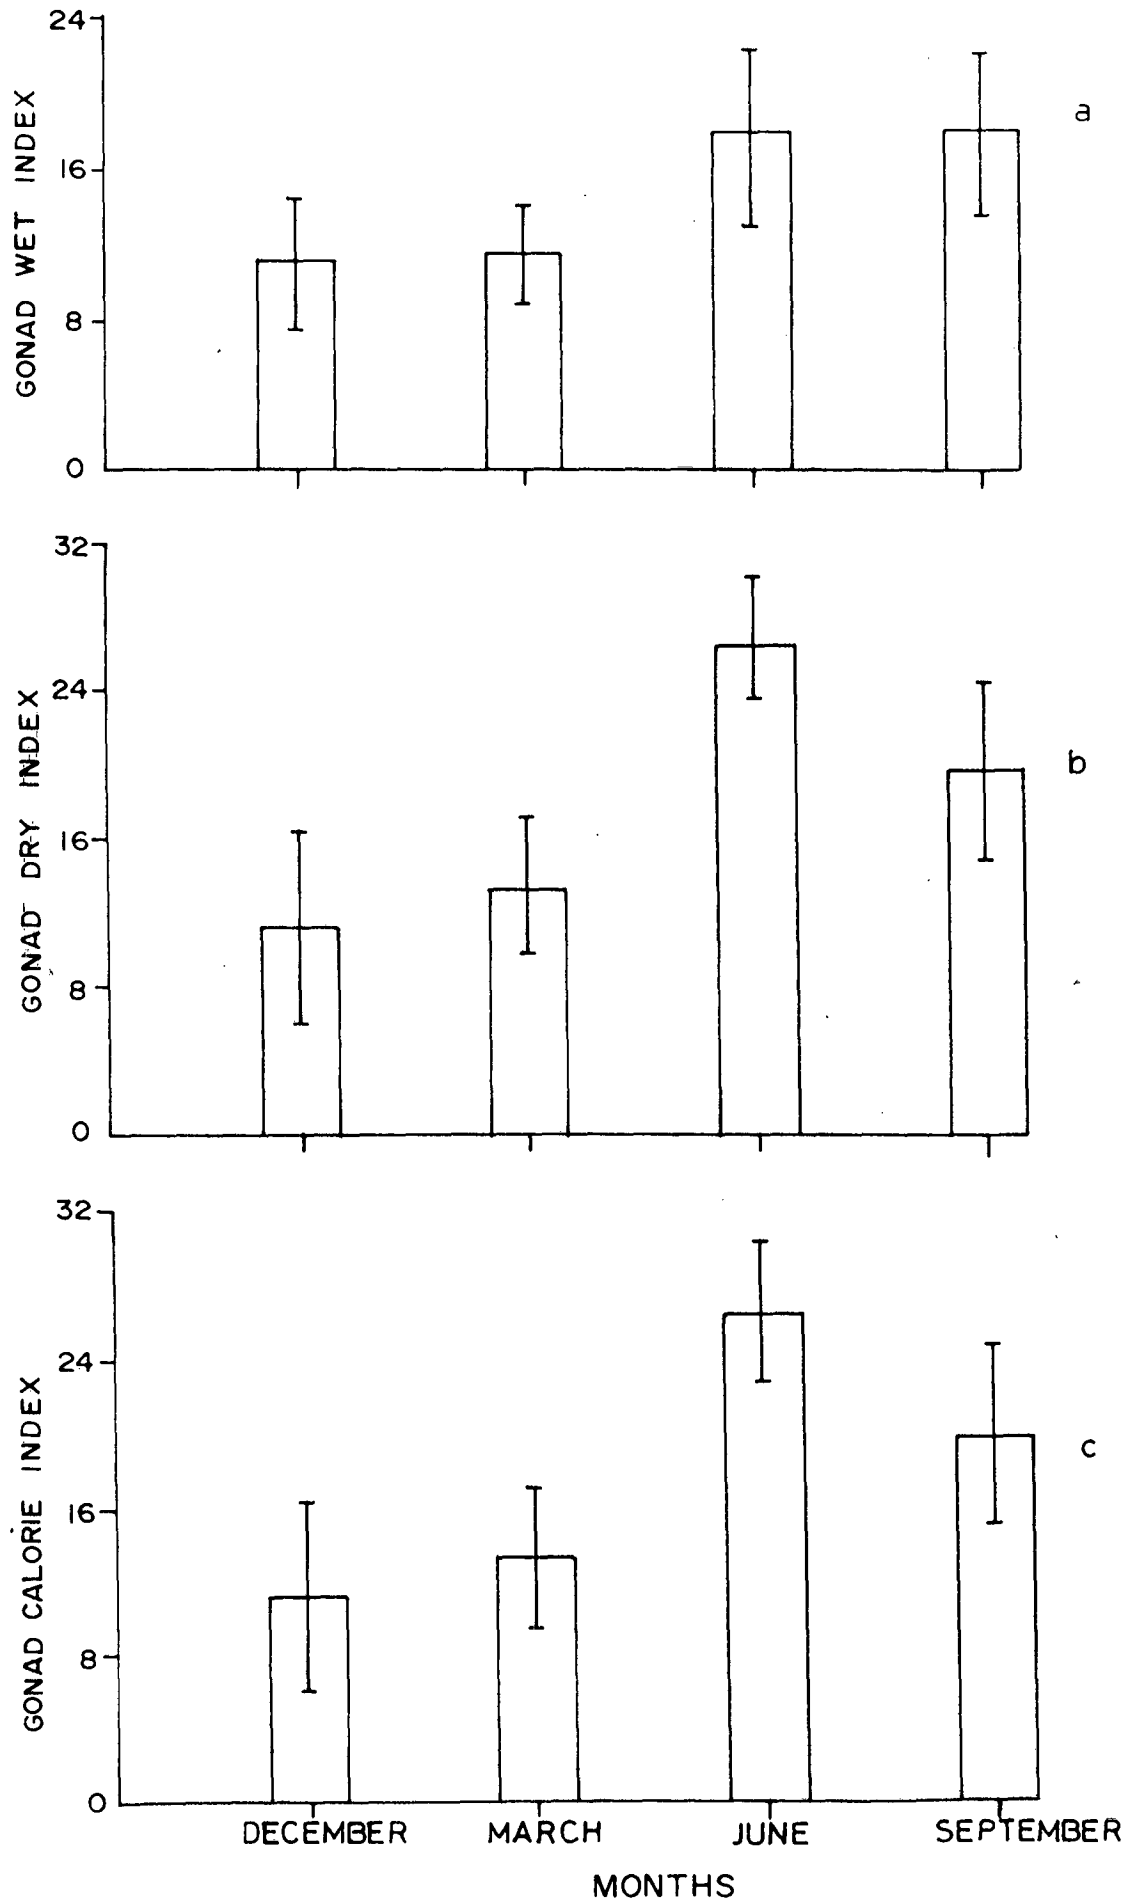 24
16
8
0
GONAD WET INDEX
a
32
24
16
8
0
GONAD DRY INDEX
b
32
24
16
8
0
GONAD CALORIE INDEX
c
DECEMBER MARCH JUNE SEPTEMBER
MONTHS